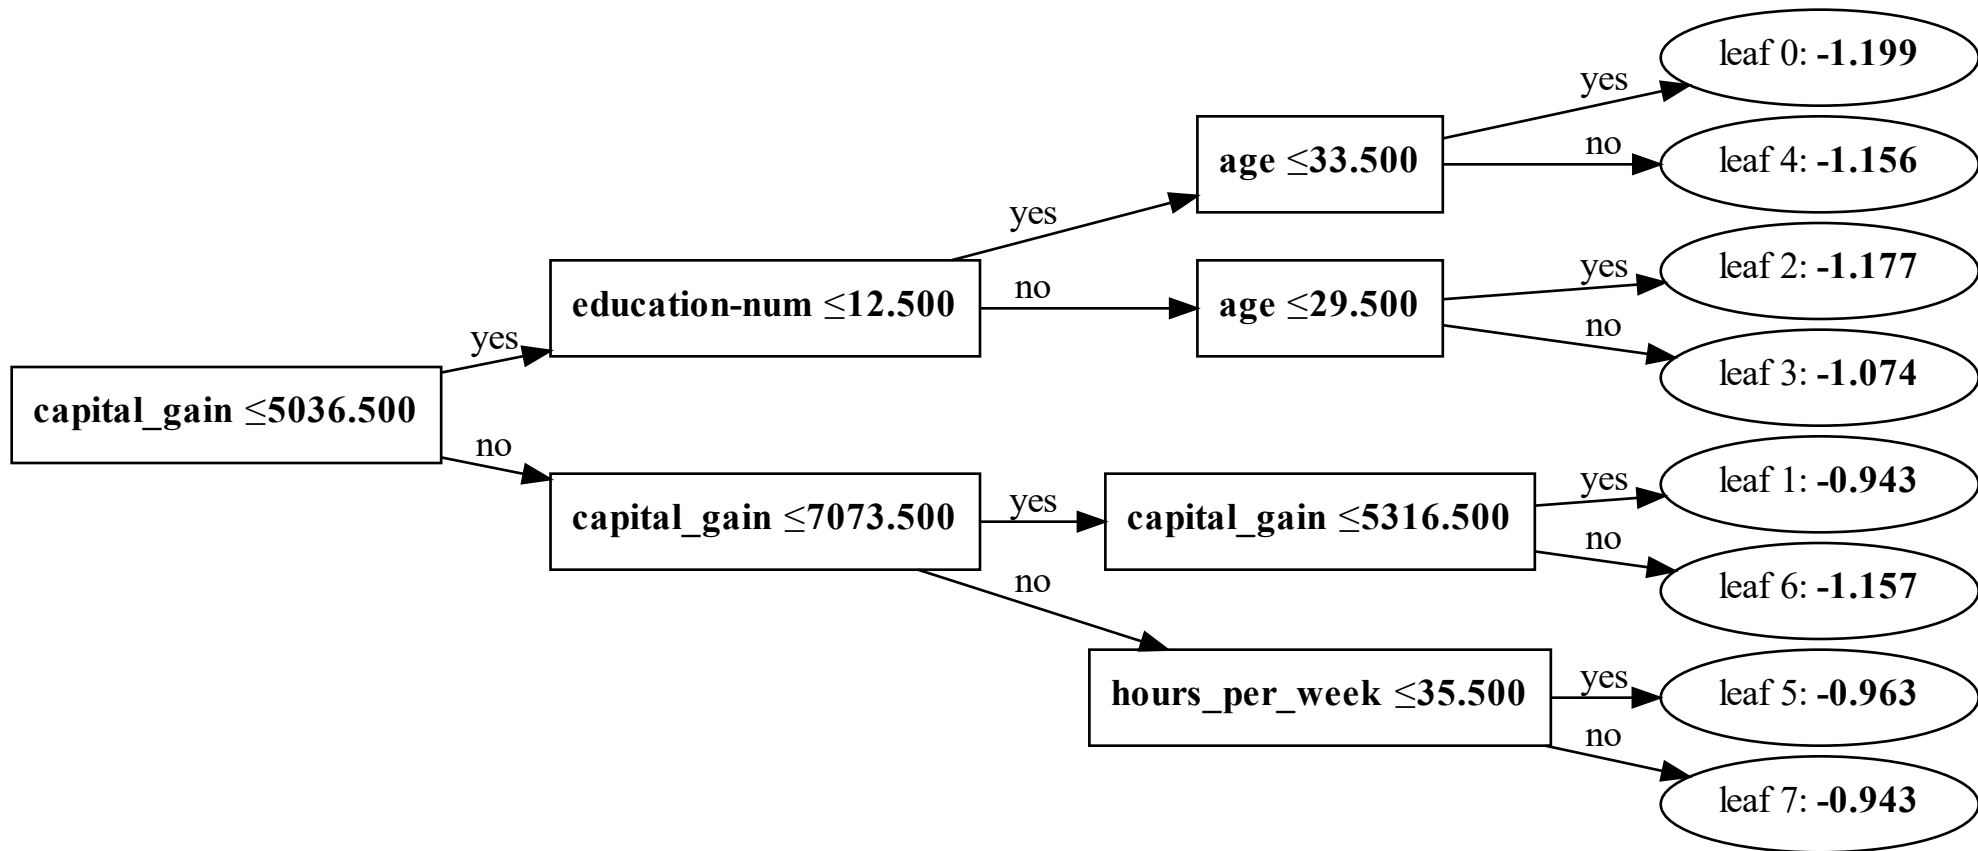 leaf 0: -1.199
yes
age ≤33.500
no
leaf 4: -1.156
yes
education-num ≤12.500
no
age ≤29.500
yes
leaf 2: -1.177
no
leaf 3: -1.074
yes
capital_gain ≤5036.500
no
capital_gain ≤7073.500
yes
capital_gain ≤5316.500
yes
leaf 1: -0.943
no
leaf 6: -1.157
no
hours_per_week ≤35.500
yes
leaf 5: -0.963
no
leaf 7: -0.943